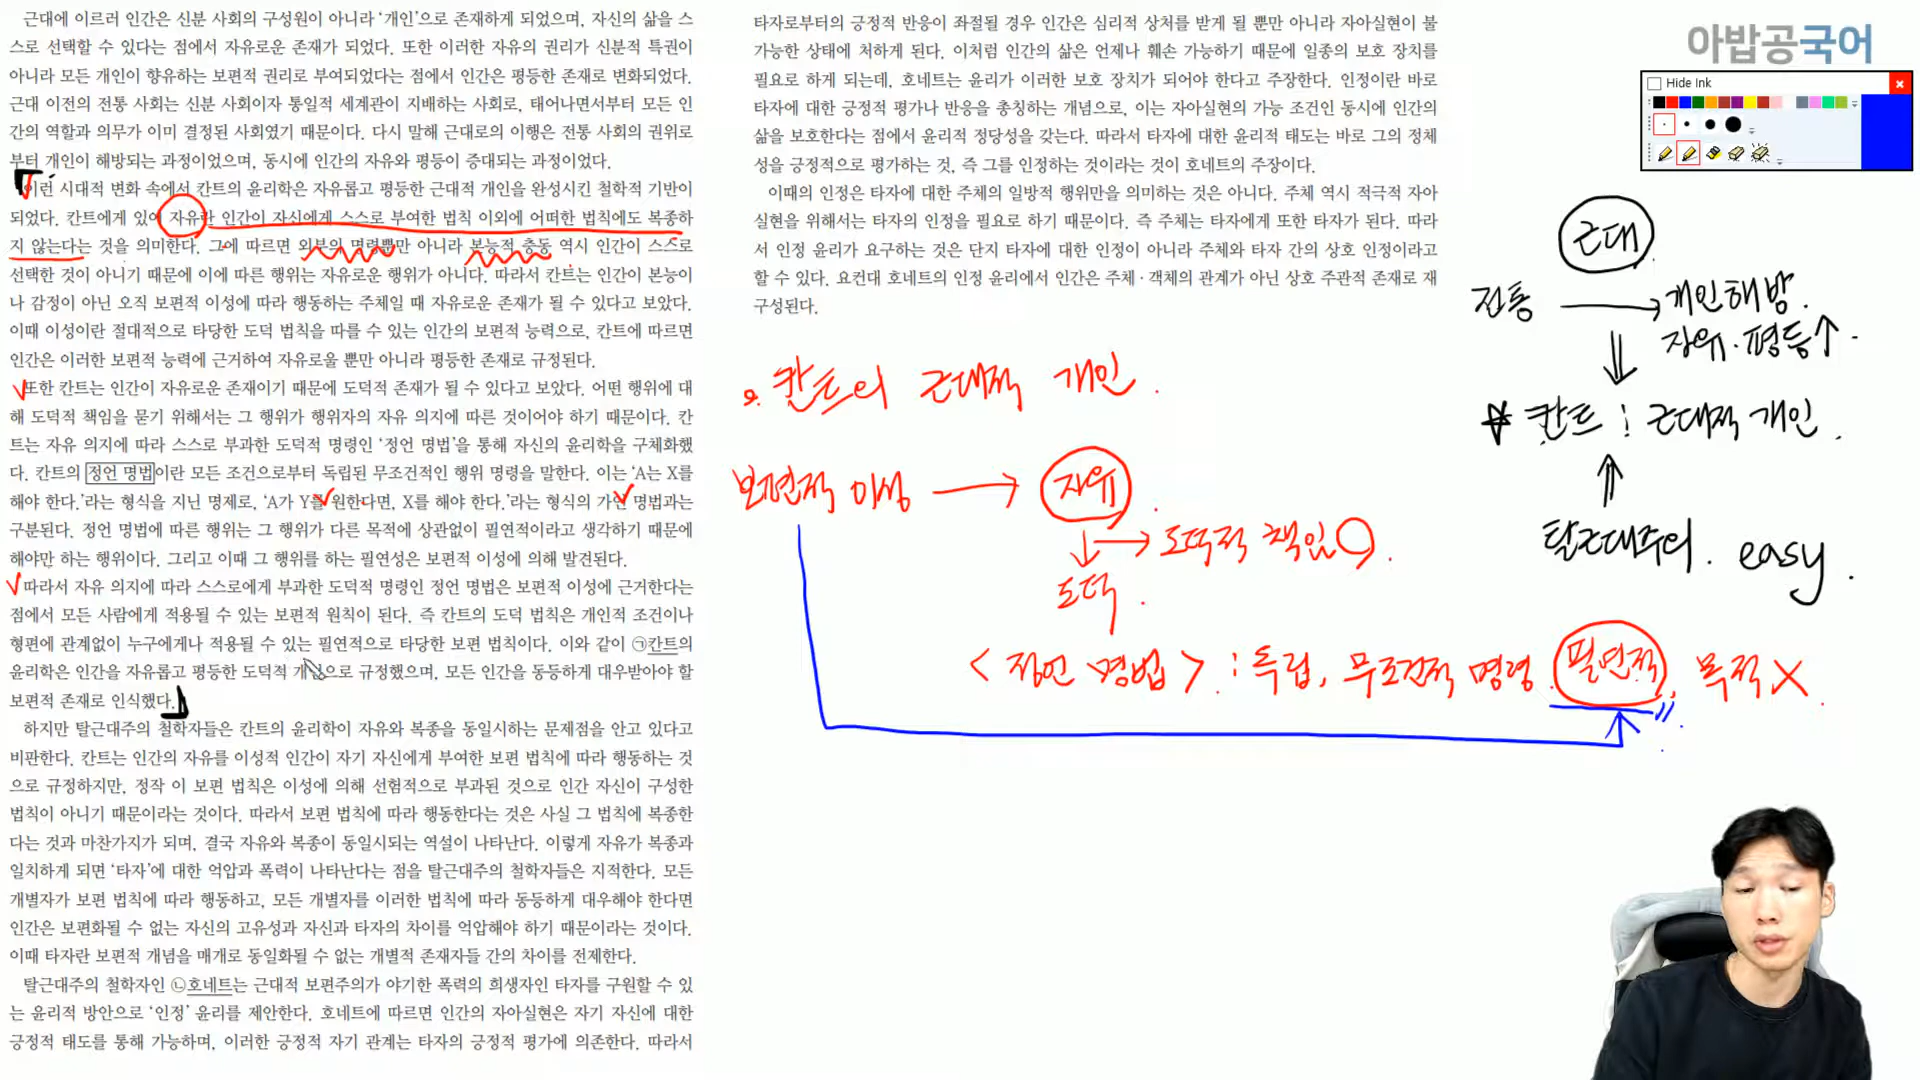 근대에 이르러 인간은 신분 사회의 구성원이 아니라 '개인'으로 존재하게 되었으며, 자신의 삶을 스
스로 선택할 수 있다는 점에서 자유로운 존재가 되었다. 또한 이러한 자유의 권리가 신분적 특권이
아니라 모든 개인이 향유하는 보편적 권리로 부여되었다는 점에서 인간은 평등한 존재로 변화되었다.
근대 이전의 전통 사회는 신분 사회이자 통일적 세계관이 지배하는 사회로, 태어나면서부터 모든 인
간의 역할과 의무가 이미 결정된 사회였기 때문이다. 다시 말해 근대로의 이행은 전통 사회의 권위로
부터 개인이 해방되는 과정이었으며, 동시에 인간의 자유와 평등이 증대되는 과정이었다.
이런 시대적 변화 속에서 칸트의 윤리학은 자유롭고 평등한 근대적 개인을 완성시킨 철학적 기반이
되었다. 칸트에게 있어 자유란 인간이 자신에게 스스로 부여한 법칙 이외에 어떠한 법칙에도 복종하
지 않는다는 것을 의미한다. 그에 따르면 외부의 명령뿐만 아니라 본능적 충동 역시 인간이 스스로
선택한 것이 아니기 때문에 이에 따른 행위는 자유로운 행위가 아니다. 따라서 칸트는 인간이 본능이
나 감정이 아닌 오직 보편적 이성에 따라 행동하는 주체일 때 자유로운 존재가 될 수 있다고 보았다.
이때 이성이란 절대적으로 타당한 도덕 법칙을 따를 수 있는 인간의 보편적 능력으로, 칸트에 따르면
인간은 이러한 보편적 능력에 근거하여 자유로울 뿐만 아니라 평등한 존재로 규정된다.
또한 칸트는 인간이 자유로운 존재이기 때문에 도덕적 존재가 될 수 있다고 보았다. 어떤 행위에 대
해 도덕적 책임을 묻기 위해서는 그 행위가 행위자의 자유 의지에 따른 것이어야 하기 때문이다. 칸
트는 자유 의지에 따라 스스로 부과한 도덕적 명령인 '정언 명법'을 통해 자신의 윤리학을 구체화했
다. 칸트의 정언 명법이란 모든 조건으로부터 독립된 무조건적인 행위 명령을 말한다. 이는 'A는 X를
해야 한다.'라는 형식을 지닌 명제로, 'A가 Y를 원한다면, X를 해야 한다.'라는 형식의 가언 명법과는
구분된다. 정언 명법에 따른 행위는 그 행위가 다른 목적에 상관없이 필연적이라고 생각하기 때문에
해야만 하는 행위이다. 그리고 이때 그 행위를 하는 필연성은 보편적 이성에 의해 발견된다.
따라서 자유 의지에 따라 스스로에게 부과한 도덕적 명령인 정언 명법은 보편적 이성에 근거한다는
점에서 모든 사람에게 적용될 수 있는 보편적 원칙이 된다. 즉 칸트의 도덕 법칙은 개인적 조건이나
형편에 관계없이 누구에게나 적용될 수 있는 필연적으로 타당한 보편 법칙이다. 이와 같이 ㉠칸트의
윤리학은 인간을 자유롭고 평등한 도덕적 개인으로 규정했으며, 모든 인간을 동등하게 대우받아야 할
보편적 존재로 인식했다.
하지만 탈근대주의 철학자들은 칸트의 윤리학이 자유와 복종을 동일시하는 문제점을 안고 있다고
비판한다. 칸트는 인간의 자유를 이성적 인간이 자기 자신에게 부여한 보편 법칙에 따라 행동하는 것
으로 규정하지만, 정작 이 보편 법칙은 이성에 의해 선험적으로 부과된 것으로 인간 자신이 구성한
법칙이 아니기 때문이라는 것이다. 따라서 보편 법칙에 따라 행동한다는 것은 사실 그 법칙에 복종한
다는 것과 마찬가지가 되며, 결국 자유와 복종이 동일시되는 역설이 나타난다. 이렇게 자유가 복종과
일치하게 되면 '타자'에 대한 억압과 폭력이 나타난다는 점을 탈근대주의 철학자들은 지적한다. 모든
개별자가 보편 법칙에 따라 행동하고, 모든 개별자를 이러한 법칙에 따라 동등하게 대우해야 한다면
인간은 보편화될 수 없는 자신의 고유성과 자신과 타자의 차이를 억압해야 하기 때문이라는 것이다.
이때 타자란 보편적 개념을 매개로 동일화될 수 없는 개별적 존재자들 간의 차이를 전제한다.
탈근대주의 철학자인 ㉡호네트는 근대적 보편주의가 야기한 폭력의 희생자인 타자를 구원할 수 있
는 윤리적 방안으로 '인정' 윤리를 제안한다. 호네트에 따르면 인간의 자아실현은 자기 자신에 대한
긍정적 태도를 통해 가능하며, 이러한 긍정적 자기 관계는 타자의 긍정적 평가에 의존한다. 따라서
타자로부터의 긍정적 반응이 좌절될 경우 인간은 심리적 상처를 받게 될 뿐만 아니라 자아실현이 불
가능한 상태에 처하게 된다. 이처럼 인간의 삶은 언제나 훼손 가능하기 때문에 일종의 보호 장치를
필요로 하게 되는데, 호네트는 윤리가 이러한 보호 장치가 되어야 한다고 주장한다. 인정이란 바로
타자에 대한 긍정적 평가나 반응을 총칭하는 개념으로, 이는 자아실현의 가능 조건인 동시에 인간의
삶을 보호한다는 점에서 윤리적 정당성을 갖는다. 따라서 타자에 대한 윤리적 태도는 바로 그의 정체
성을 긍정적으로 평가하는 것, 즉 그를 인정하는 것이라는 것이 호네트의 주장이다.
이때의 인정은 타자에 대한 주체의 일방적 행위만을 의미하는 것은 아니다. 주체 역시 적극적 자아
실현을 위해서는 타자의 인정을 필요로 하기 때문이다. 즉 주체는 타자에게 또한 타자가 된다. 따라
서 인정 윤리가 요구하는 것은 단지 타자에 대한 인정이 아니라 주체와 타자 간의 상호 인정이라고
할 수 있다. 요컨대 호네트의 인정 윤리에서 인간은 주체·객체의 관계가 아닌 상호 주관적 존재로 재
구성된다.
칸트의 근대적 개인.
보편적 이성 → 자유.
→ 도덕적 책임 O.
도덕.
<정언 명법> : 독립, 무조건적 명령. 필연적, 목적 X.
아밥공국어
Hide Ink
근대
전통 → 개인해방.
자유·평등↑.
칸트 : 근대적 개인.
탈근대주의. easy.